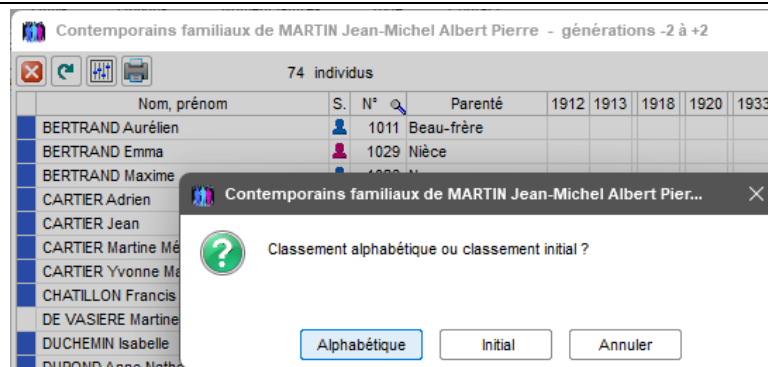 Contemporains familiaux de MARTIN Jean-Michel Albert Pierre - générations -2 à +2
74 individus
Nom, prénom S. N° Parenté 1912 1913 1918 1920 1933
BERTRAND Aurélien 1011 Beau-frère
BERTRAND Emma 1029 Nièce
BERTRAND Maxime
CARTIER Adrien
Contemporains familiaux de MARTIN Jean-Michel Albert Pier...
CARTIER Jean
CARTIER Martine Mé
Classement alphabétique ou classement initial ?
CARTIER Yvonne Ma
CHATILLON Francis
DE VASIERE Martine
DUCHEMIN Isabelle
Alphabétique Initial Annuler